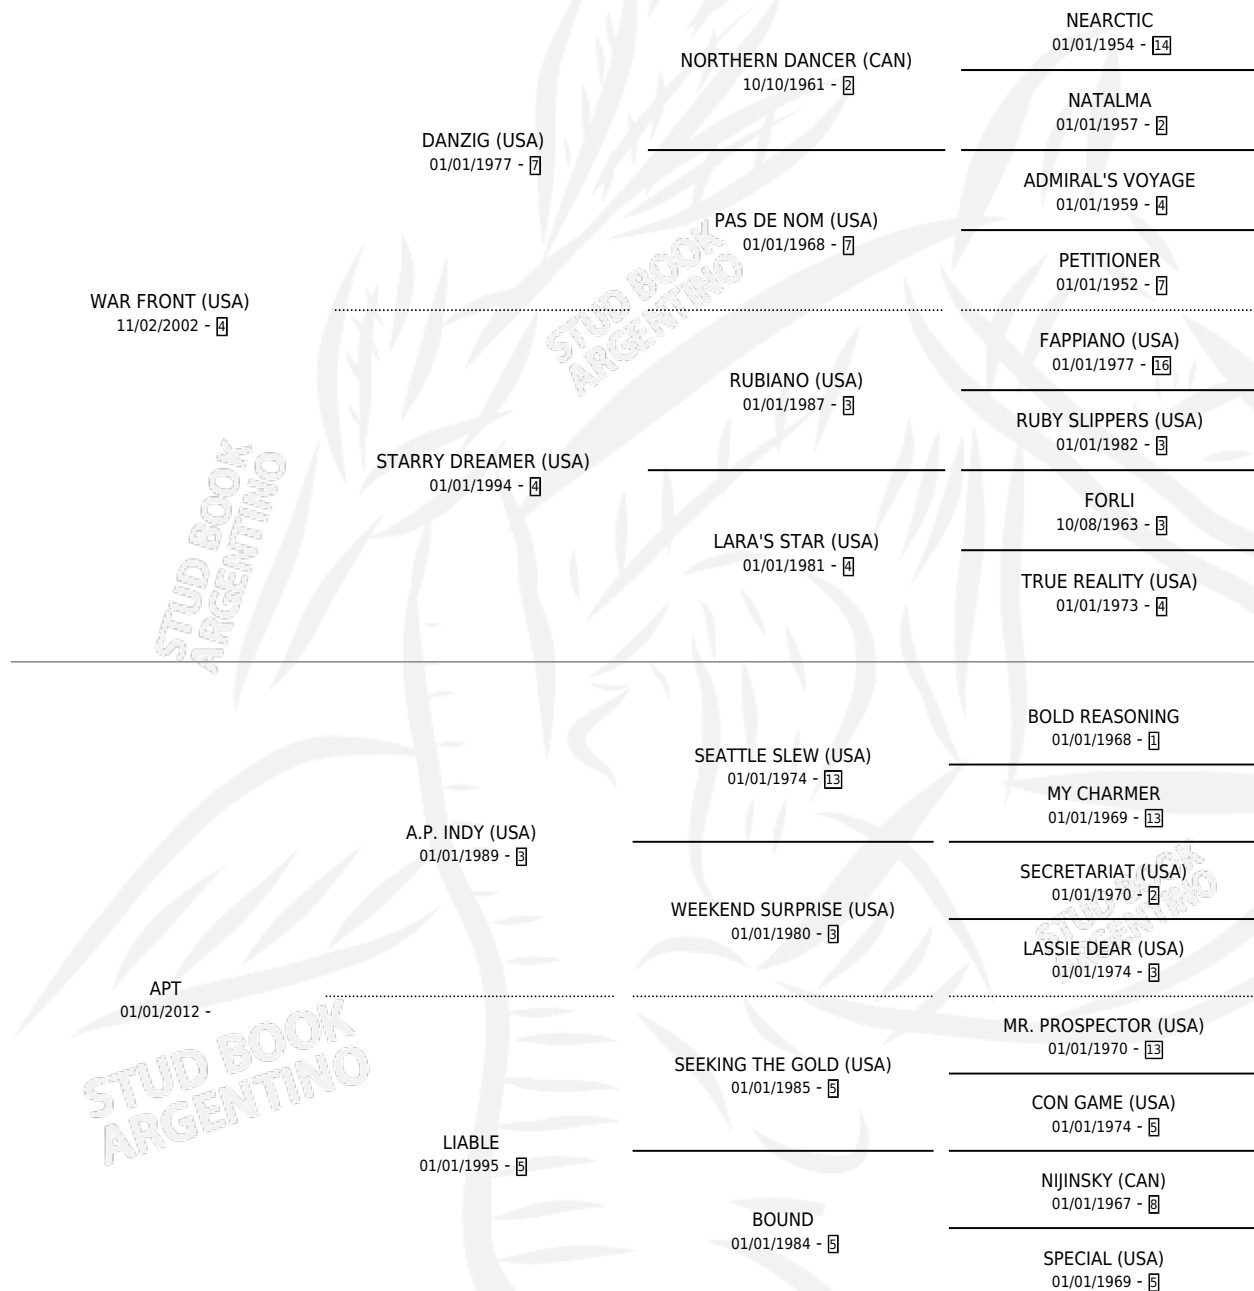 NEARCTIC
01/01/1954 - 14
NORTHERN DANCER (CAN)
10/10/1961 - 2
NATALMA
01/01/1957 - 2
DANZIG (USA)
01/01/1977 - 7
ADMIRAL'S VOYAGE
01/01/1959 - 4
PAS DE NOM (USA)
01/01/1968 - 7
PETITIONER
01/01/1952 - 7
WAR FRONT (USA)
11/02/2002 - 4
FAPPIANO (USA)
01/01/1977 - 16
RUBIANO (USA)
01/01/1987 - 3
RUBY SLIPPERS (USA)
01/01/1982 - 3
STARRY DREAMER (USA)
01/01/1994 - 4
FORLI
10/08/1963 - 3
LARA'S STAR (USA)
01/01/1981 - 4
TRUE REALITY (USA)
01/01/1973 - 4
BOLD REASONING
01/01/1968 - 1
SEATTLE SLEW (USA)
01/01/1974 - 13
MY CHARMER
01/01/1969 - 13
A.P. INDY (USA)
01/01/1989 - 3
SECRETARIAT (USA)
01/01/1970 - 2
WEEKEND SURPRISE (USA)
01/01/1980 - 3
LASSIE DEAR (USA)
01/01/1974 - 3
APT
01/01/2012 -
MR. PROSPECTOR (USA)
01/01/1970 - 13
SEEKING THE GOLD (USA)
01/01/1985 - 5
CON GAME (USA)
01/01/1974 - 5
LIABLE
01/01/1995 - 5
NIJINSKY (CAN)
01/01/1967 - 8
BOUND
01/01/1984 - 5
SPECIAL (USA)
01/01/1969 - 5
STUD BOOK
ARGENTINO
STUD BOOK
ARGENTINO
STUD BOOK
ARGENTINO
STUD BOOK
ARGENTINO